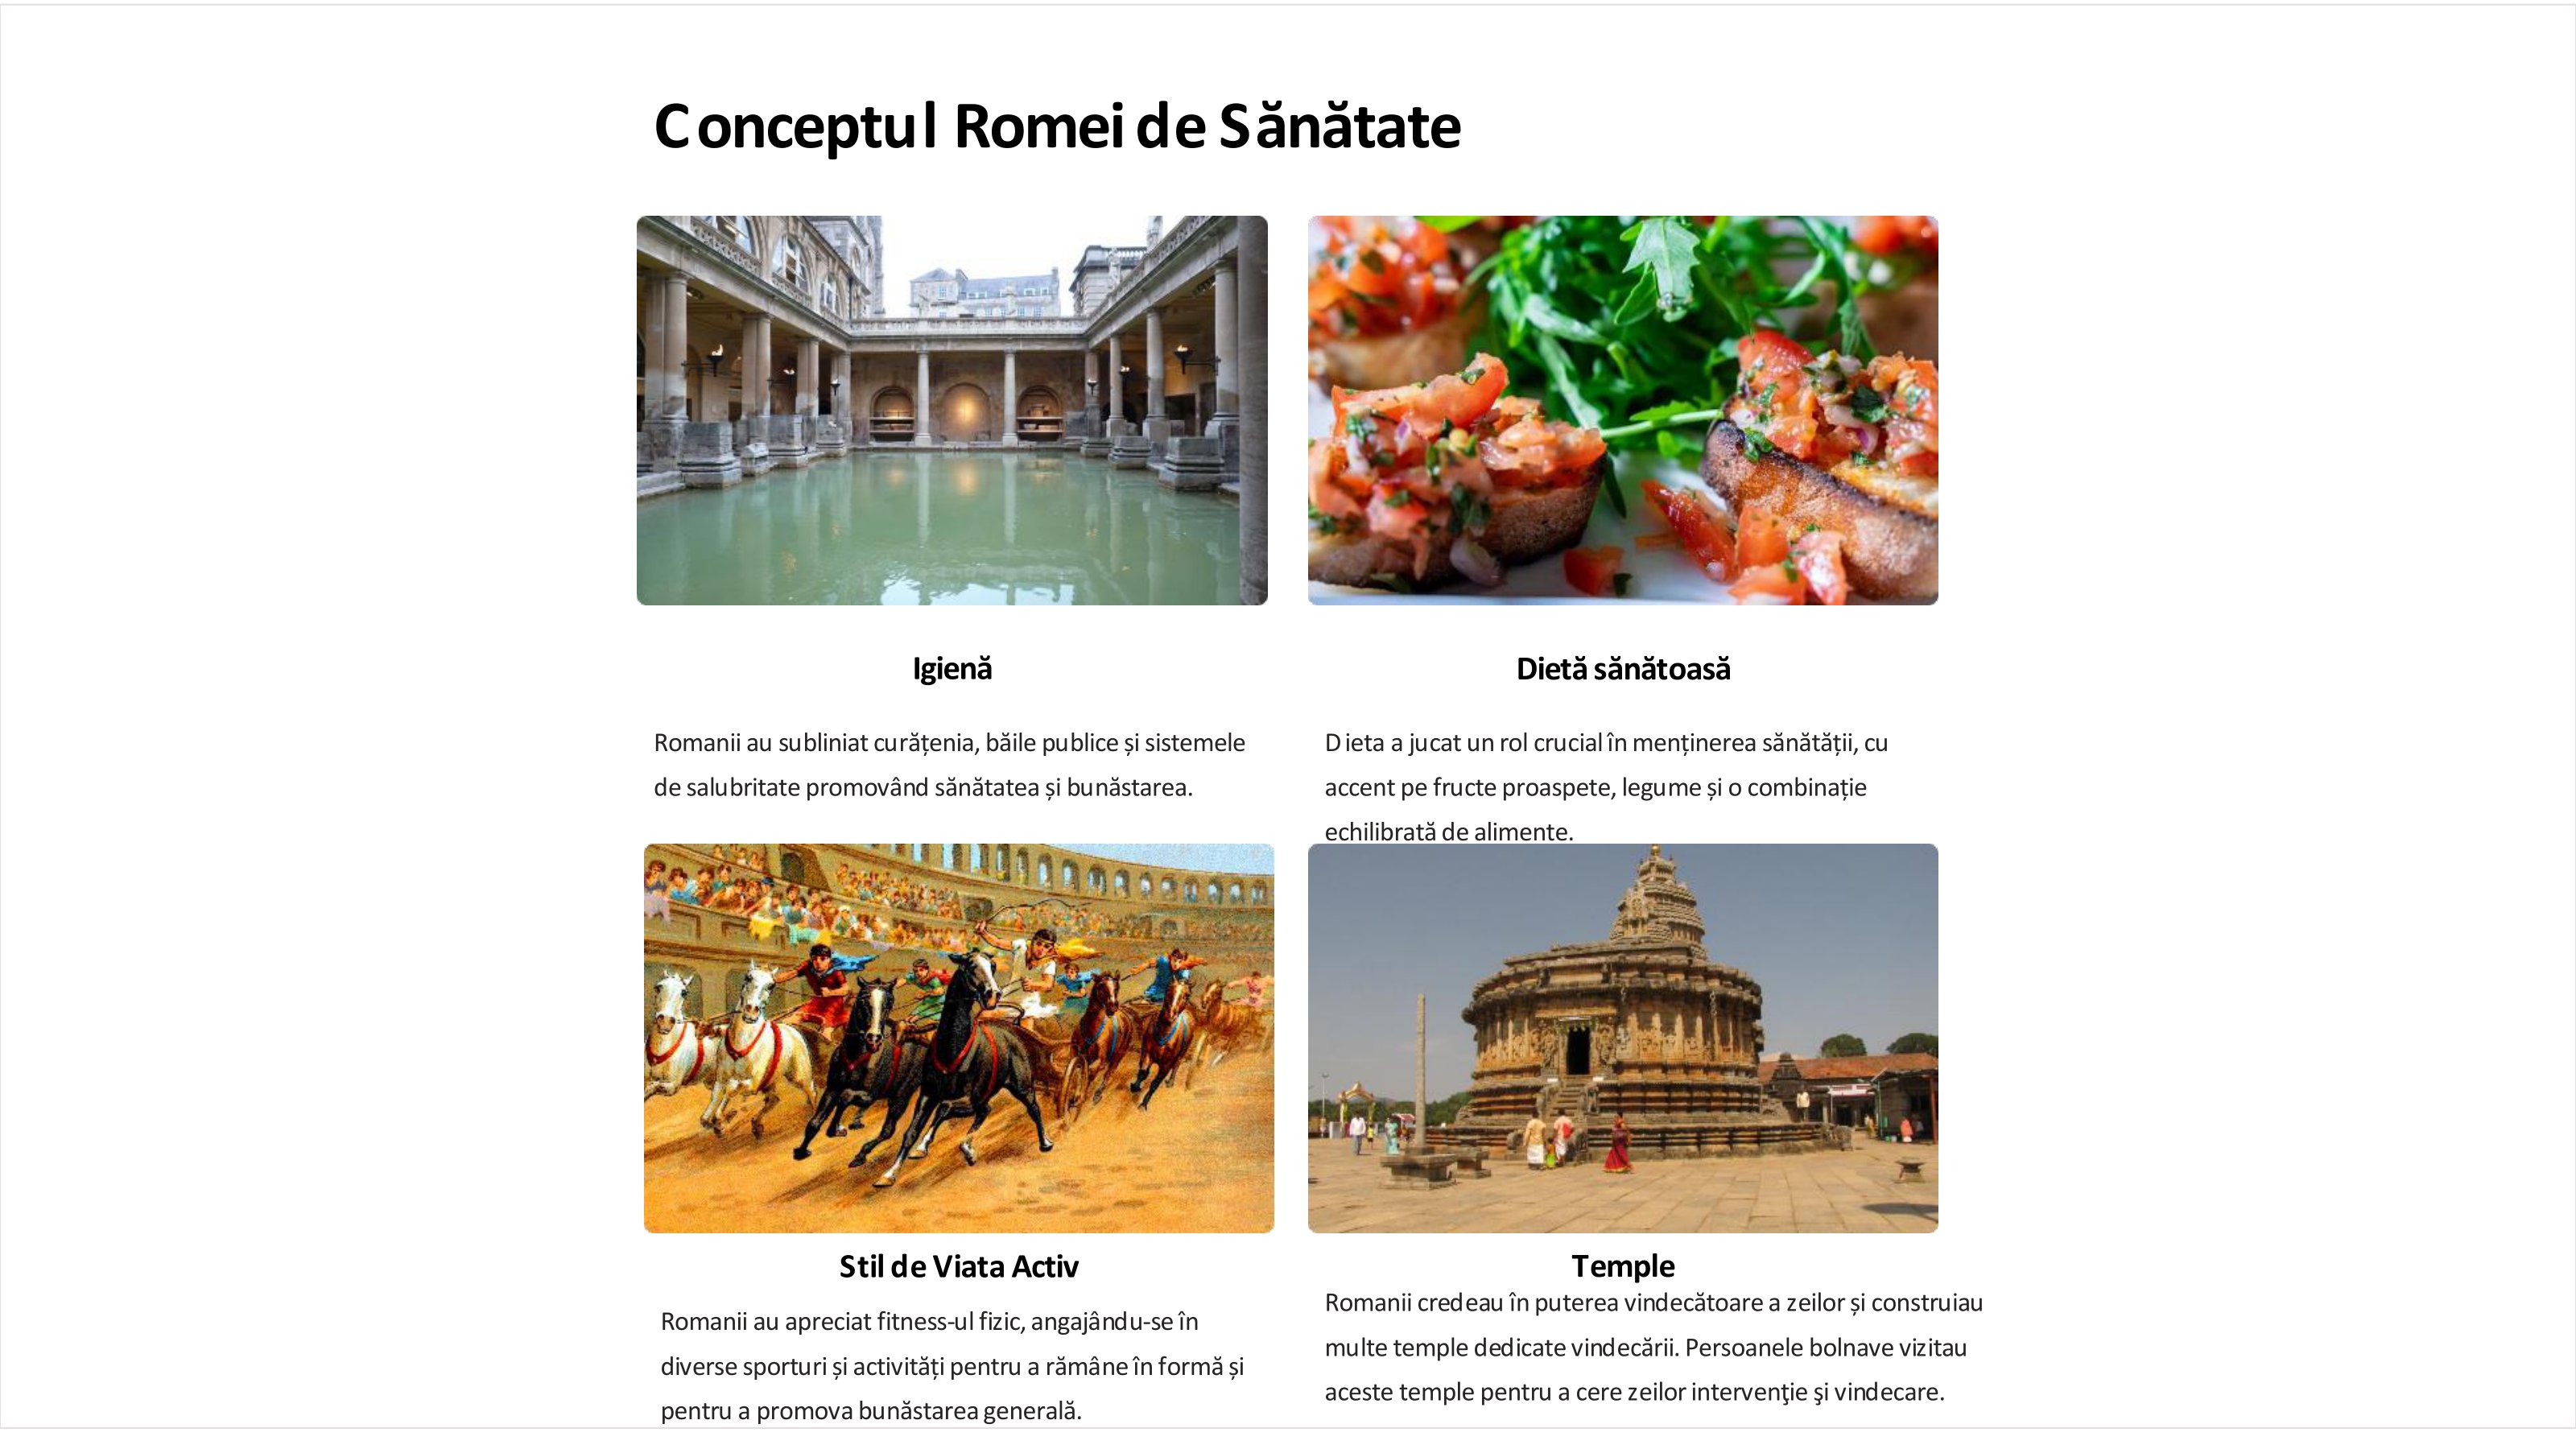 Conceptul Romei de Sănătate
Igienă
Romanii au subliniat curățenia, băile publice și sistemele
de salubritate promovând sănătatea și bunăstarea.
Dietă sănătoasă
Dieta a jucat un rol crucial în menținerea sănătății, cu
accent pe fructe proaspete, legume și o combinație
echilibrată de alimente.
Stil de Viata Activ
Romanii au apreciat fitness-ul fizic, angajându-se în
diverse sporturi și activități pentru a rămâne în formă și
pentru a promova bunăstarea generală.
Temple
Romanii credeau în puterea vindecătoare a zeilor și construiau
multe temple dedicate vindecării. Persoanele bolnave vizitau
aceste temple pentru a cere zeilor intervenţie şi vindecare.